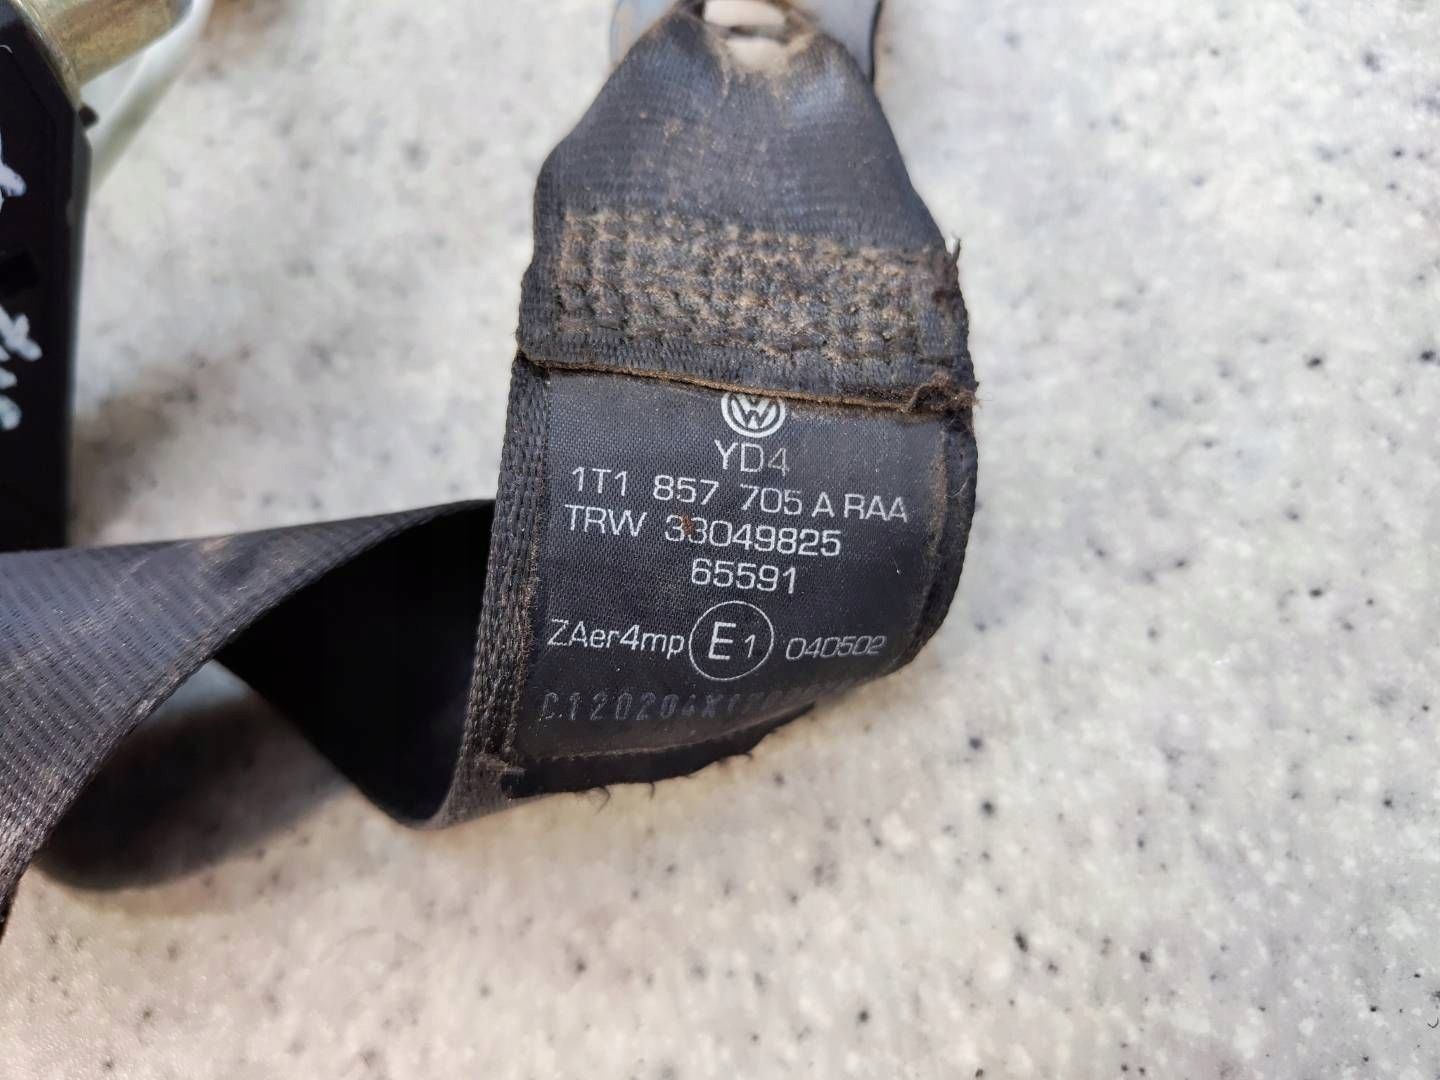 YD4
1T1 857 705 A RAA
TRW 33049825
65591
ZAer4mp E1 040502